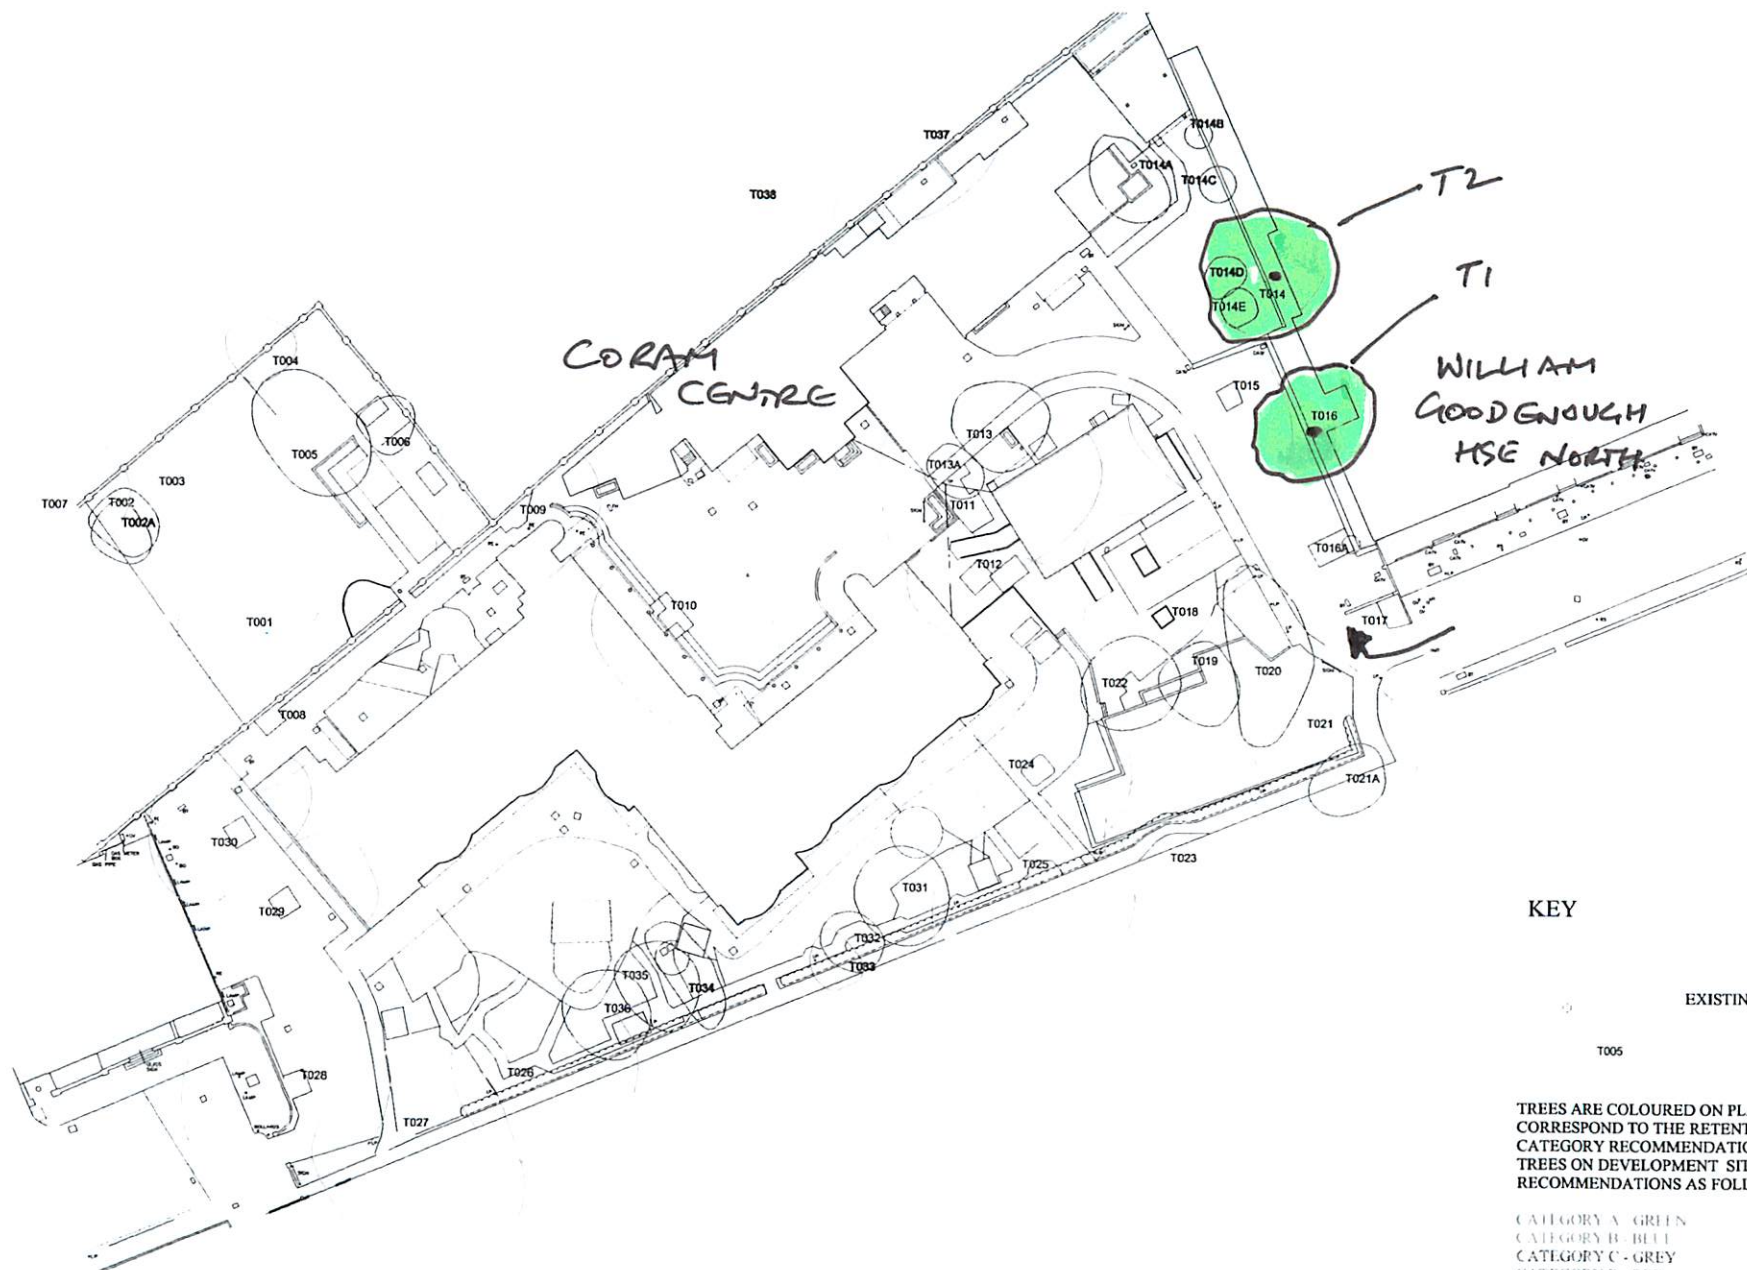 T014B
T037
T014A
T014C
T2
T038
T014D
T014
T014E
T1
T004
CORAM
CENTRE
WILLIAM
GOODENOUGH
HSE NORTH
T015
T016
T006
T013
T005
T013A
T003
T007
T002
T002A
T009
T011
T016A
T012
T010
T018
T017
T001
T019
T020
T022
T008
T021
T024
T021A
T030
T025
T023
T031
T029
KEY
T032
T033
T035
T034
EXISTIN
T036
T005
T028
T026
T027
TREES ARE COLOURED ON PL
CORRESPOND TO THE RETENT
CATEGORY RECOMMENDATIO
TREES ON DEVELOPMENT SIT
RECOMMENDATIONS AS FOLL
CATEGORY A - GREEN
CATEGORY B - BLUE
CATEGORY C - GREY